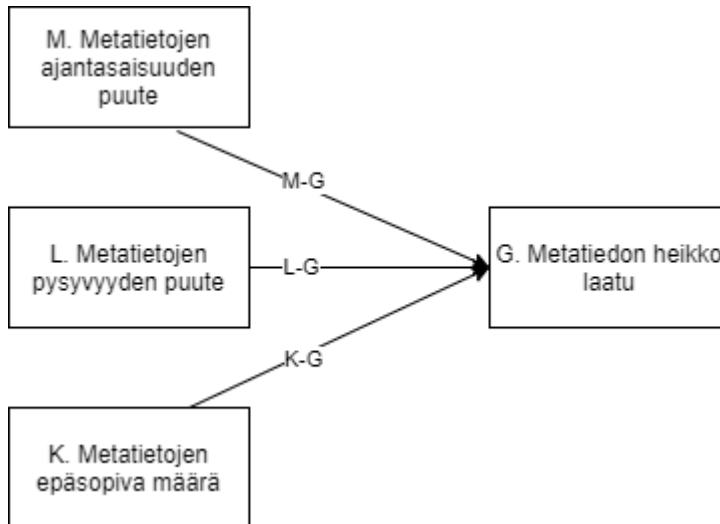 M. Metatietojen
ajantasaisuuden
puute
M-G
L. Metatietojen
pysyvyyden puute
L-G
G. Metatiedon heikko
laatu
K-G
K. Metatietojen
epäsopiva määrä